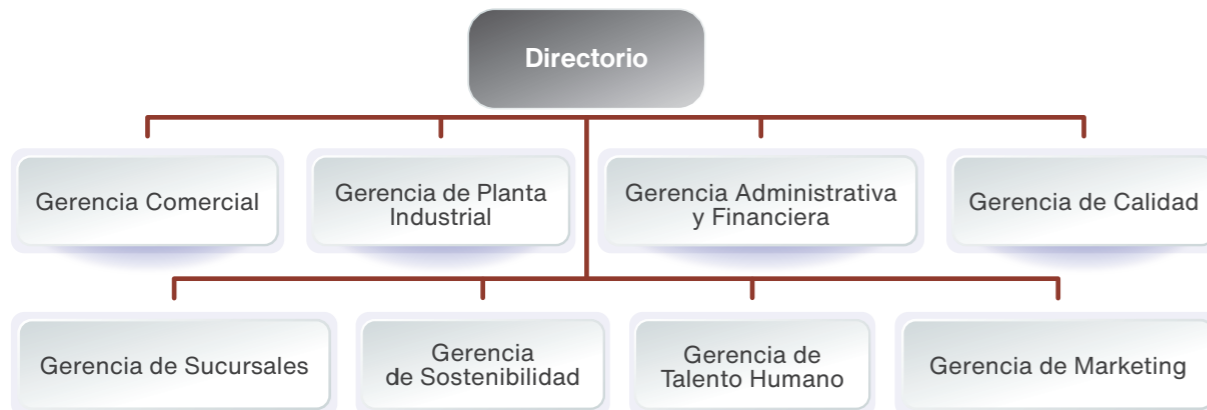 Directorio
Gerencia Comercial
Gerencia de Planta
Industrial
Gerencia Administrativa
y Financiera
Gerencia de Calidad
Gerencia de Sucursales
Gerencia
de Sostenibilidad
Gerencia de
Talento Humano
Gerencia de Marketing